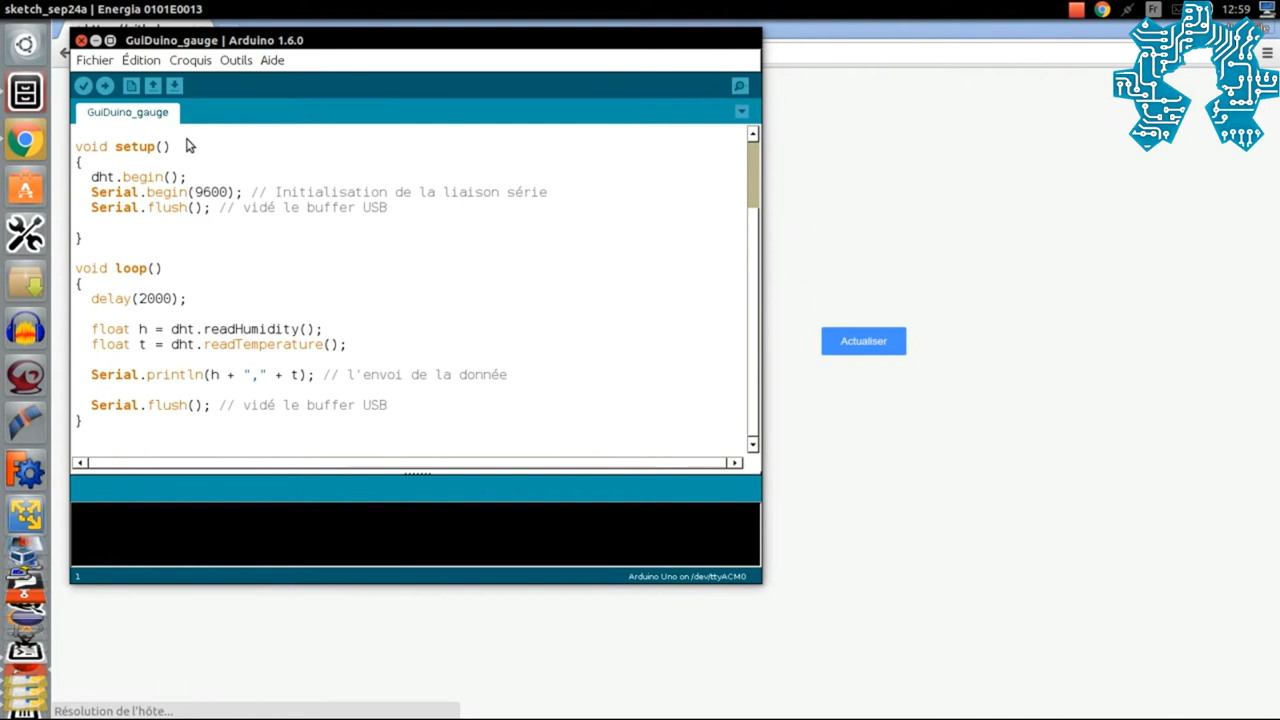 sketch_sep24a | Energia 0101E0013
Fr
12:59
GuiDuino_gauge | Arduino 1.6.0
Fichier Édition Croquis Outils Aide
GuiDuino_gauge
void setup()
{
dht.begin();
Serial.begin(9600); // Initialisation de la liaison série
Serial.flush(); // vidé le buffer USB
}
void loop()
{
delay(2000);
float h = dht.readHumidity();
float t = dht.readTemperature();
Serial.println(h + "," + t); // l'envoi de la donnée
Serial.flush(); // vidé le buffer USB
}
Actualiser
1
Arduino Uno on /dev/ttyACM0
Résolution de l'hôte...